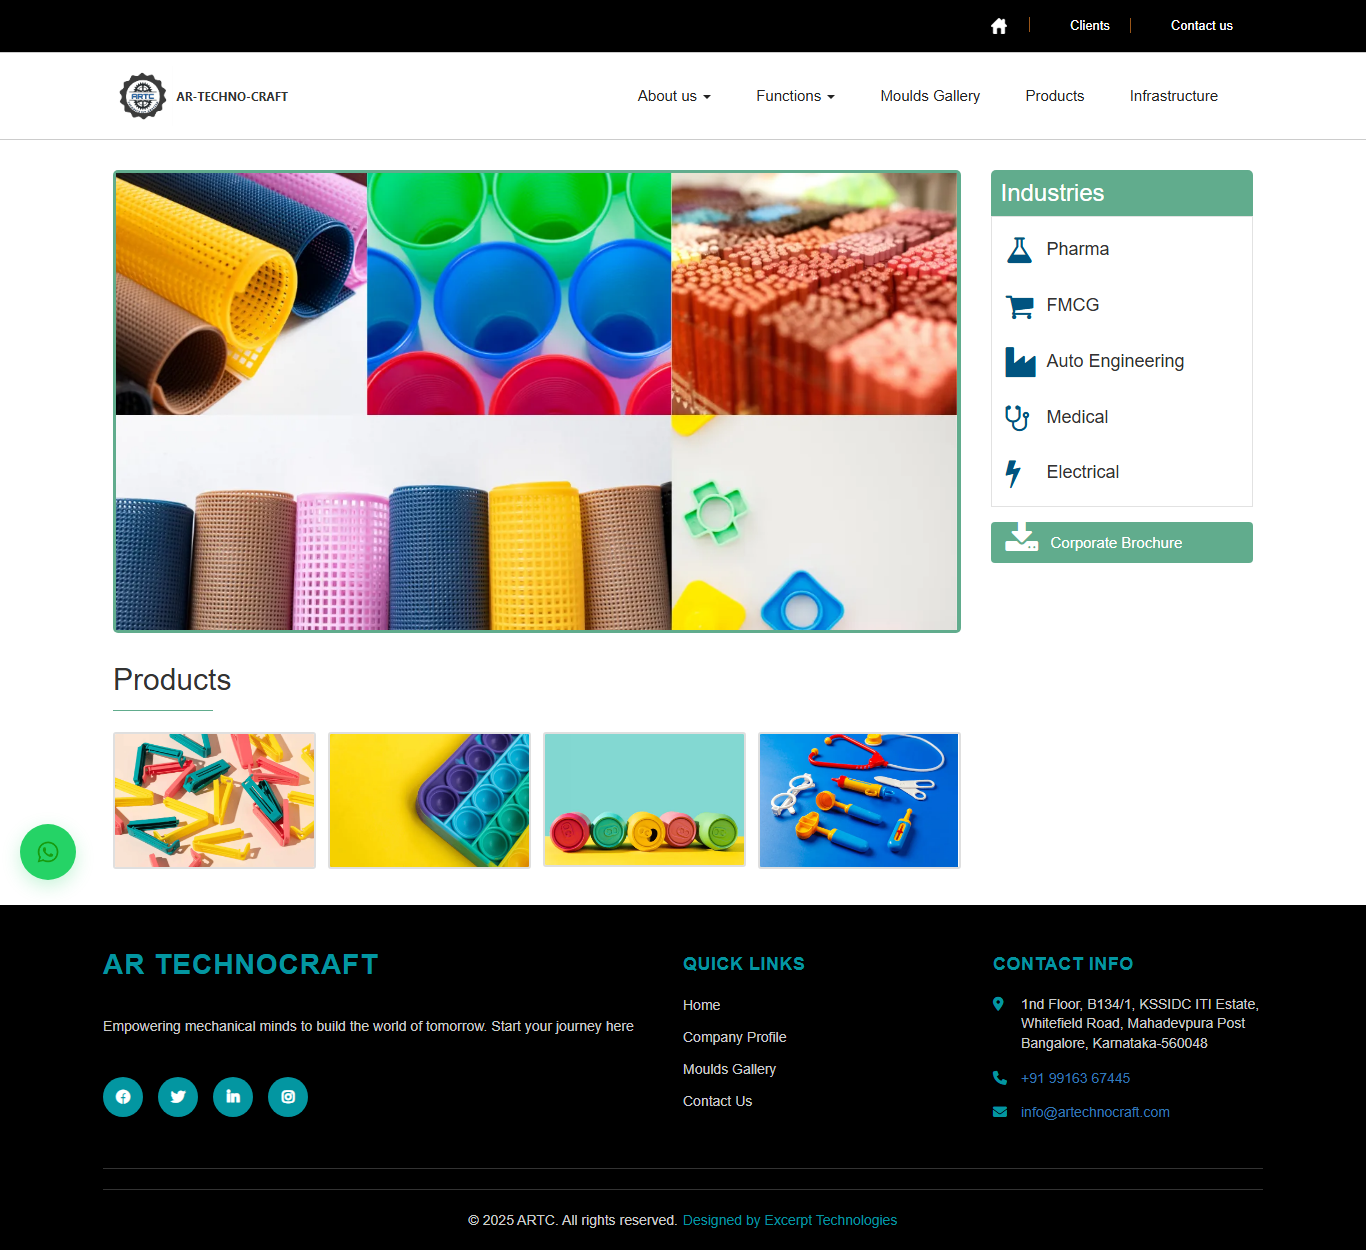 Clients
Contact us
ARTC
AR-TECHNO-CRAFT
About us
Functions
Moulds Gallery
Products
Infrastructure
Industries
Pharma
FMCG
Auto Engineering
Medical
Electrical
Corporate Brochure
Products
AR TECHNOCRAFT
Empowering mechanical minds to build the world of tomorrow. Start your journey here
QUICK LINKS
Home
Company Profile
Moulds Gallery
Contact Us
CONTACT INFO
1nd Floor, B134/1, KSSIDC ITI Estate,
Whitefield Road, Mahadevpura Post
Bangalore, Karnataka-560048
+91 99163 67445
info@artechnocraft.com
© 2025 ARTC. All rights reserved. Designed by Excerpt Technologies